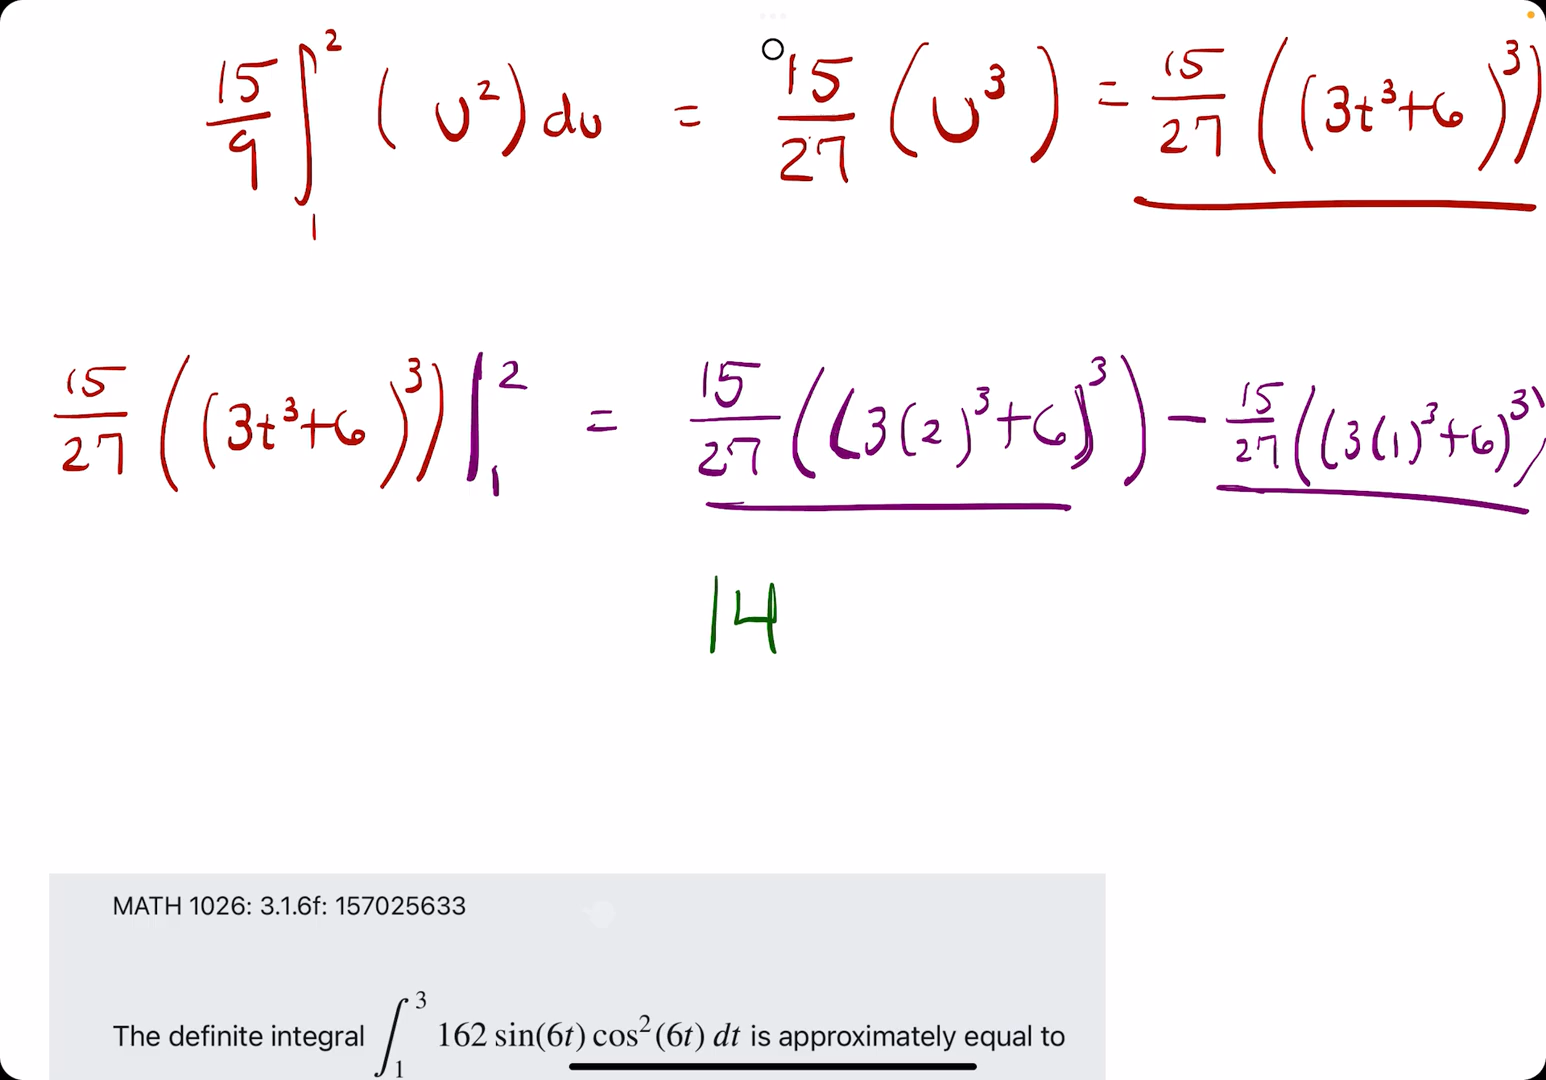 15/9 ∫₁² (u²) du = 15/27 (u³) = 15/27 ((3t³+6)³)
15/27 ((3t³+6)³) |₁² = 15/27 ((3(2)³+6)³) − 15/27 ((3(1)³+6)³)
14
MATH 1026: 3.1.6f: 157025633
The definite integral ∫₁³ 162 sin(6t) cos²(6t) dt is approximately equal to